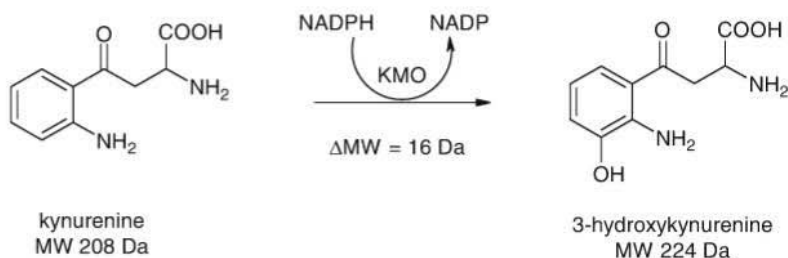 NADPH NADP
KMO
ΔMW = 16 Da
O COOH
NH2
NH2
kynurenine
MW 208 Da
O COOH
NH2
NH2
OH
3-hydroxykynurenine
MW 224 Da